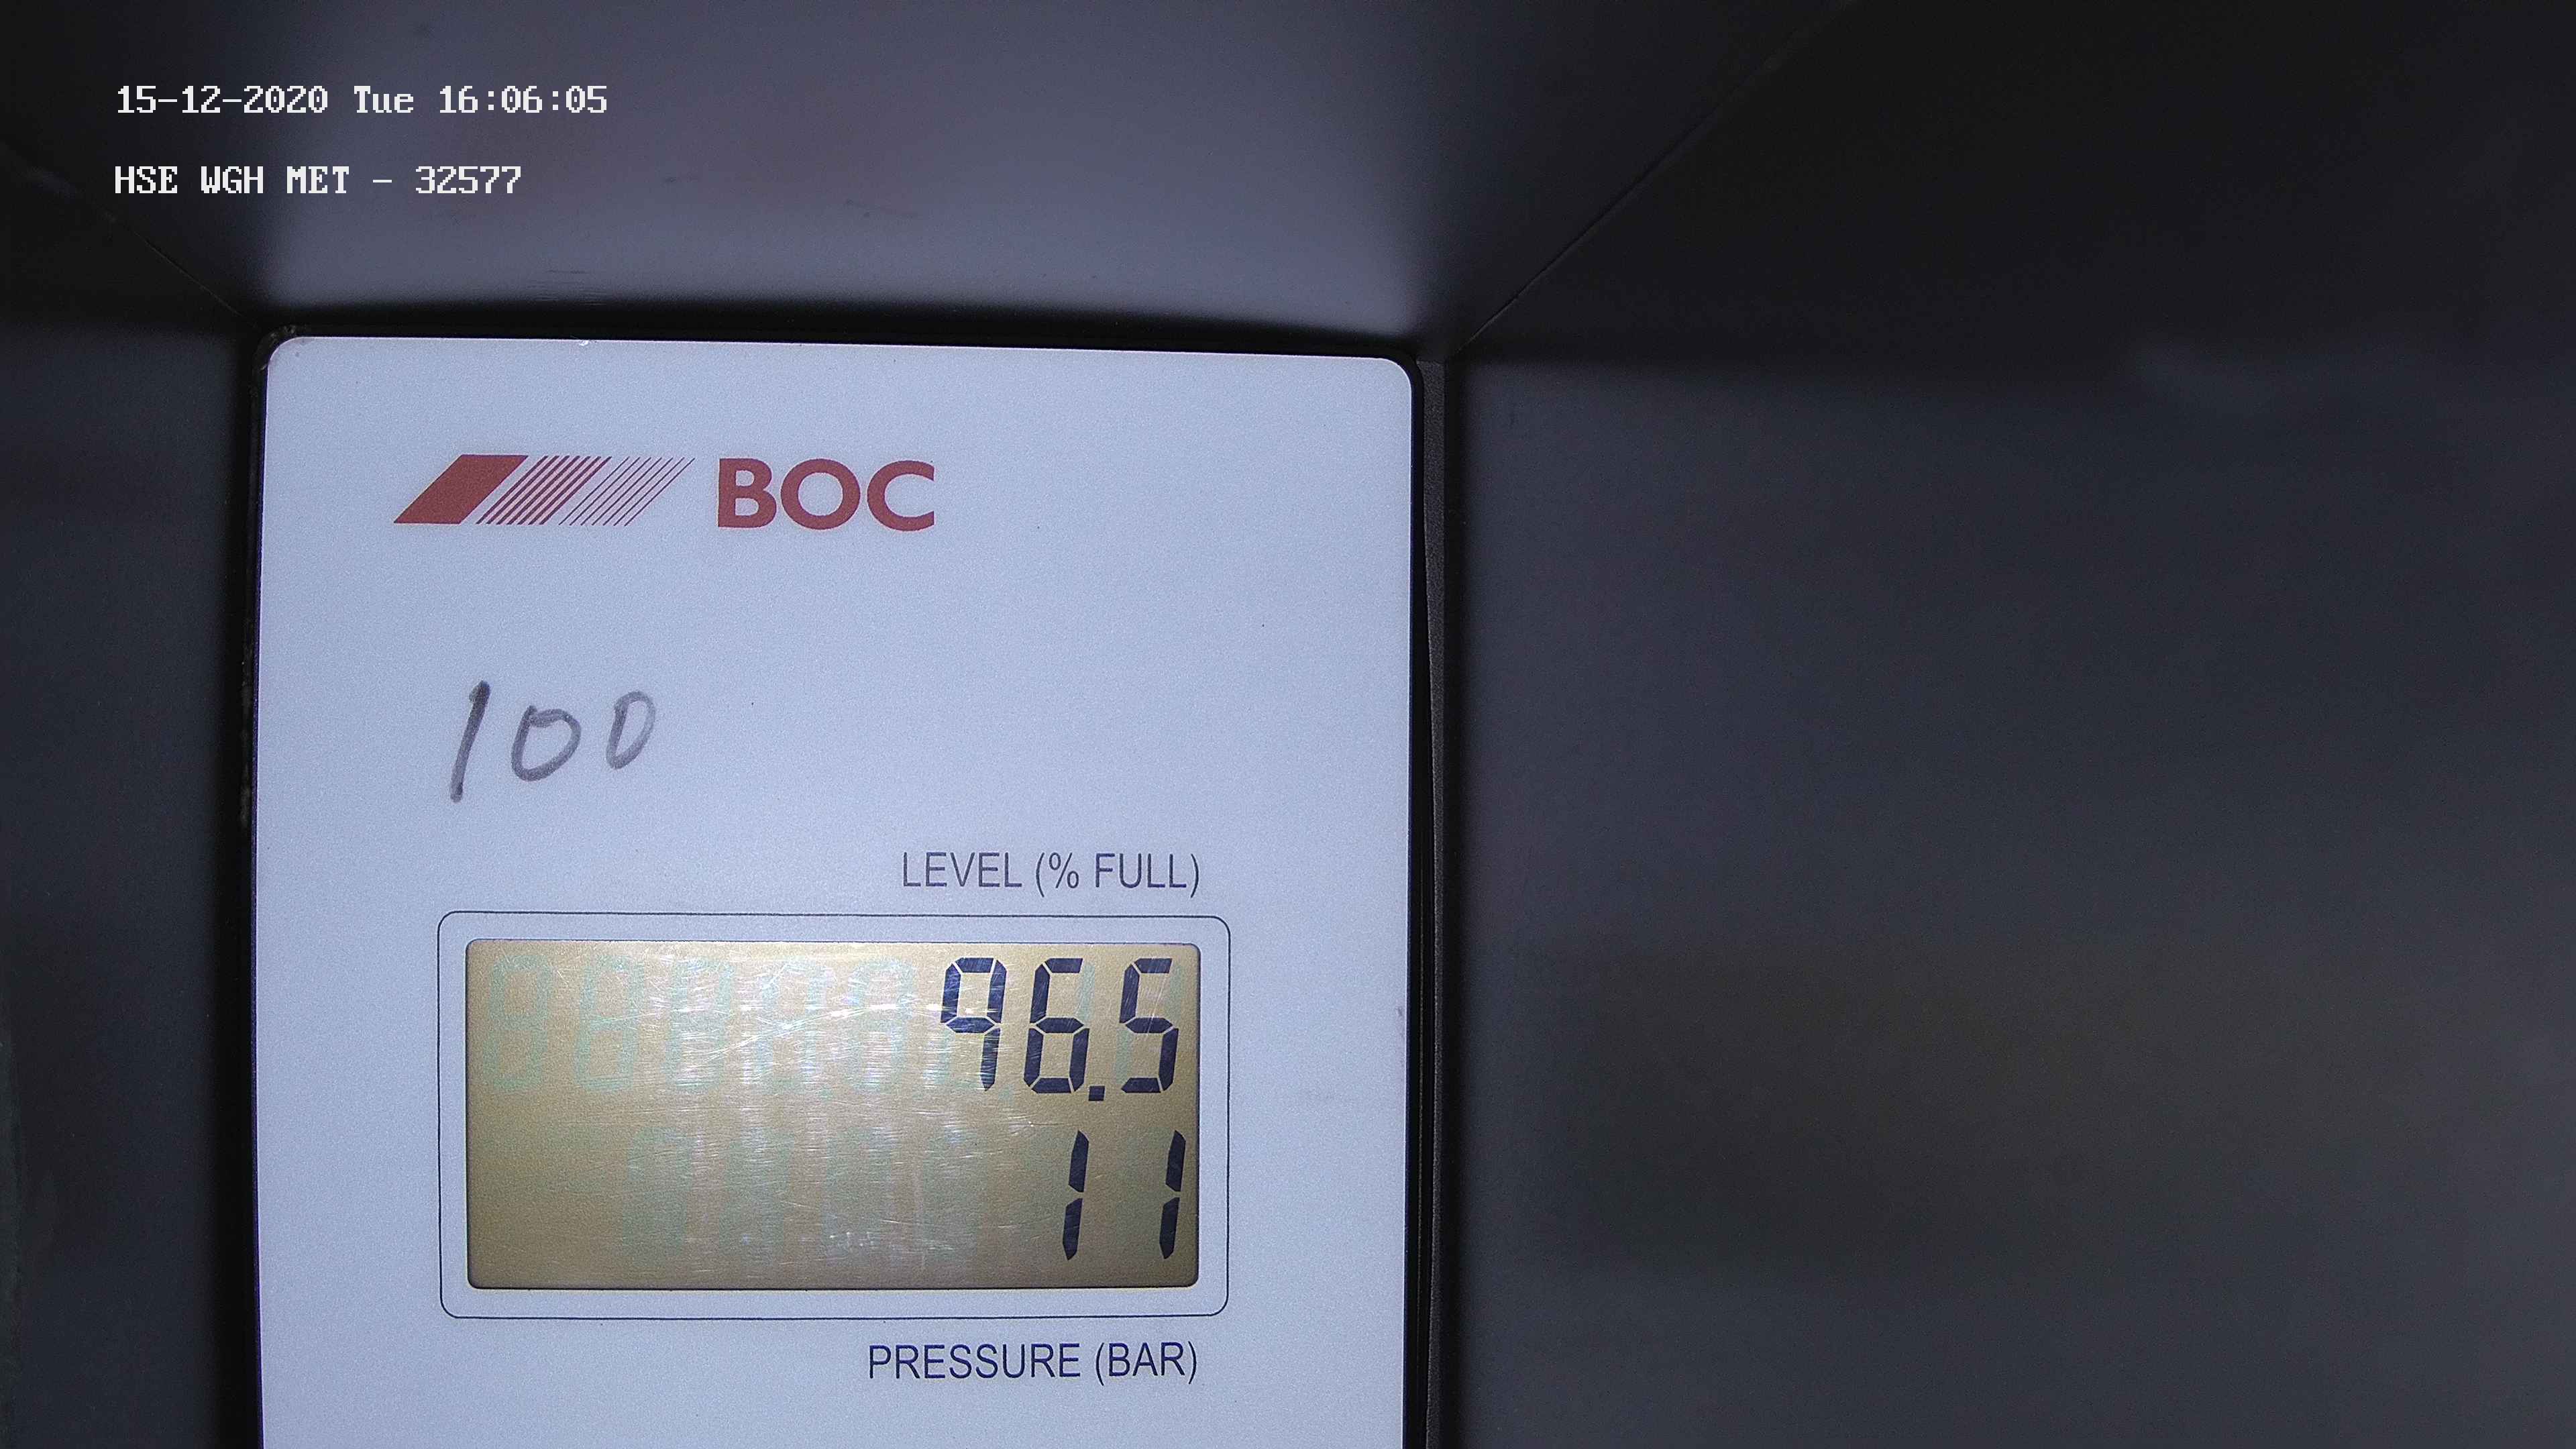 15-12-2020 Tue 16:06:05
HSE WGH MET - 32577
BOC
100
LEVEL (% FULL)
96.5
11
PRESSURE (BAR)